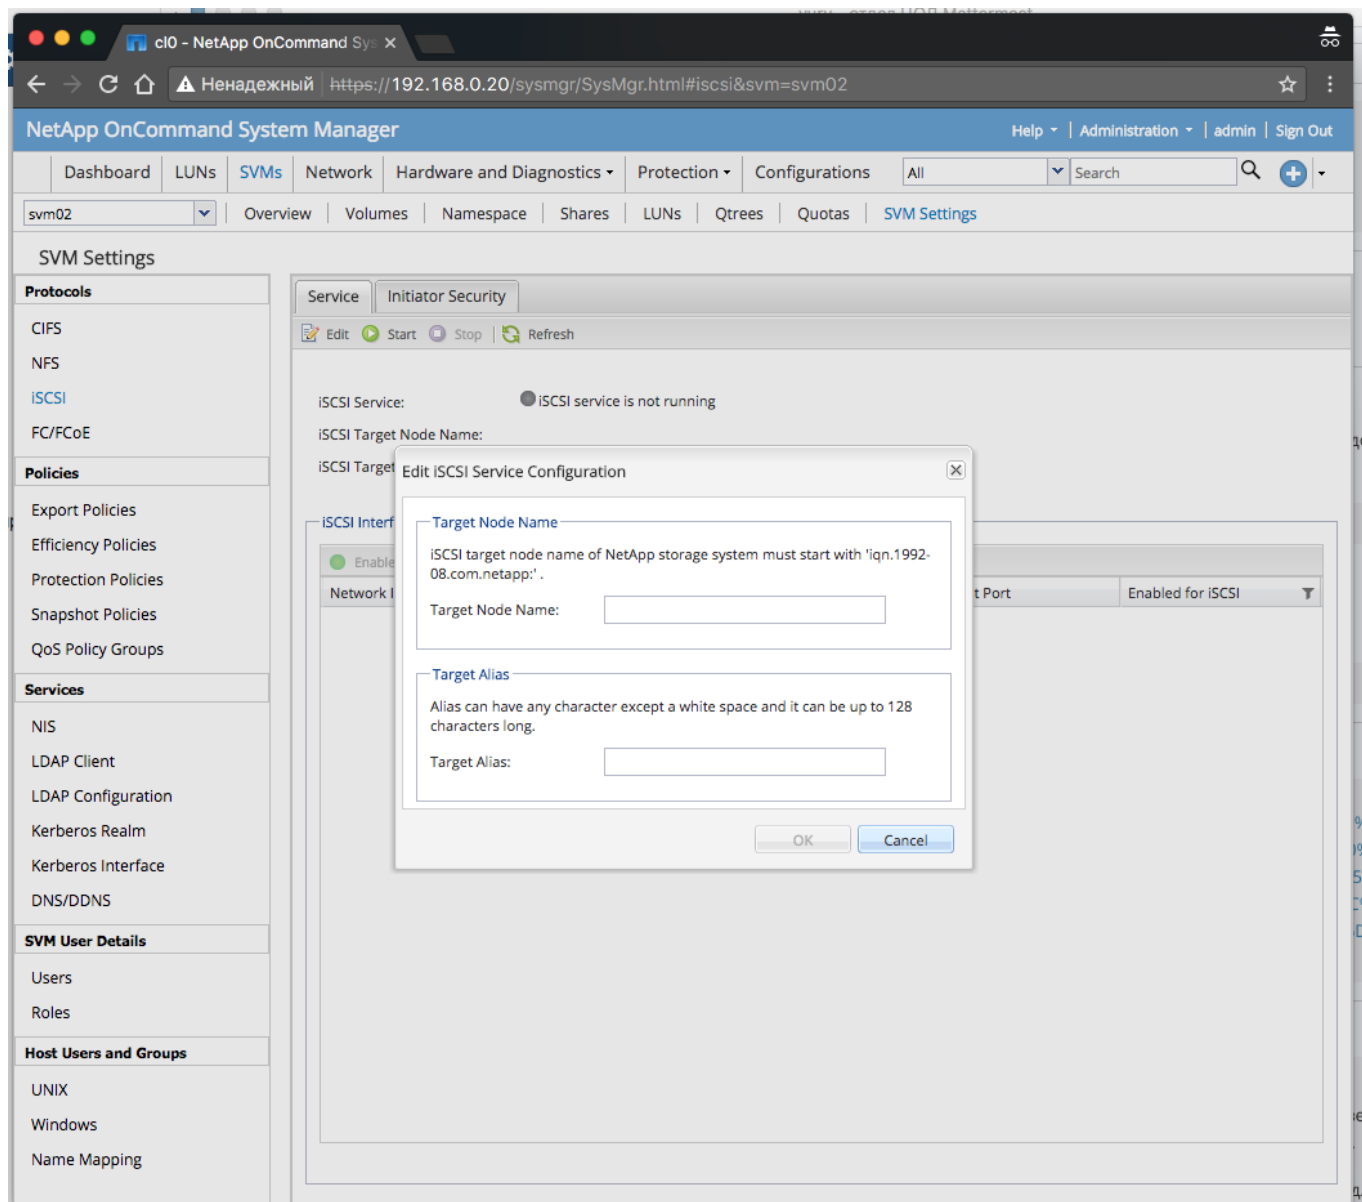 cl0 - NetApp OnCommand Sys
Ненадежный https://192.168.0.20/sysmgr/SysMgr.html#iscsi&svm=svm02
NetApp OnCommand System Manager
Help Administration admin Sign Out
Dashboard LUNs SVMs Network Hardware and Diagnostics Protection Configurations All Search
svm02 Overview Volumes Namespace Shares LUNs Qtrees Quotas SVM Settings
SVM Settings
Protocols
CIFS
NFS
iSCSI
FC/FCoE
Policies
Export Policies
Efficiency Policies
Protection Policies
Snapshot Policies
QoS Policy Groups
Services
NIS
LDAP Client
LDAP Configuration
Kerberos Realm
Kerberos Interface
DNS/DDNS
SVM User Details
Users
Roles
Host Users and Groups
UNIX
Windows
Name Mapping
Service Initiator Security
Edit Start Stop Refresh
iSCSI Service: iSCSI service is not running
iSCSI Target Node Name:
iSCSI Target
iSCSI Interf
Enable
Network I t Port Enabled for iSCSI
Edit iSCSI Service Configuration
Target Node Name
iSCSI target node name of NetApp storage system must start with 'iqn.1992-
08.com.netapp:' .
Target Node Name:
Target Alias
Alias can have any character except a white space and it can be up to 128
characters long.
Target Alias:
OK Cancel